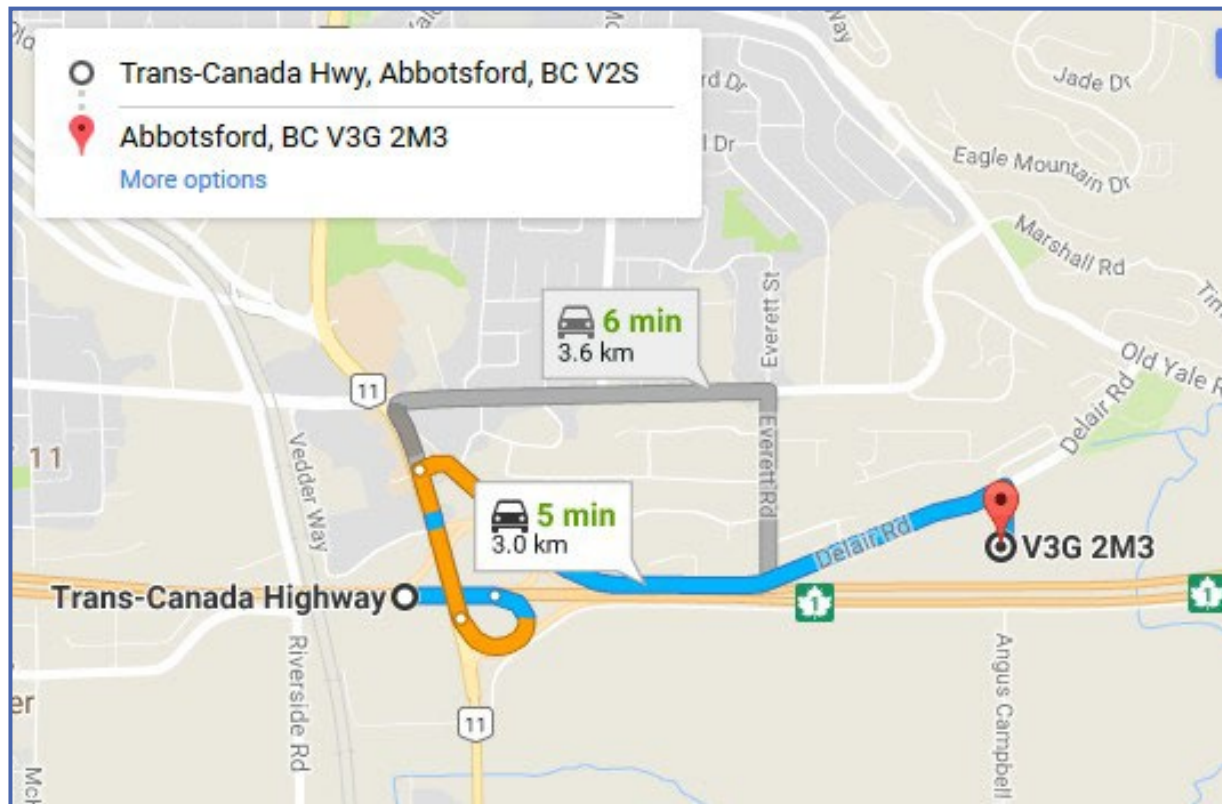 Trans-Canada Hwy, Abbotsford, BC V2S
Abbotsford, BC V3G 2M3
More options
Jade Dr
Eagle Mountain Dr
Marshall Rd
Everett St
6 min
3.6 km
Old Yale
Delair Rd
11
11
Vedder Way
Everett Rd
5 min
3.0 km
Delair Rd
V3G 2M3
Trans-Canada Highway
1
1
Riverside Rd
Angus Campbell
11